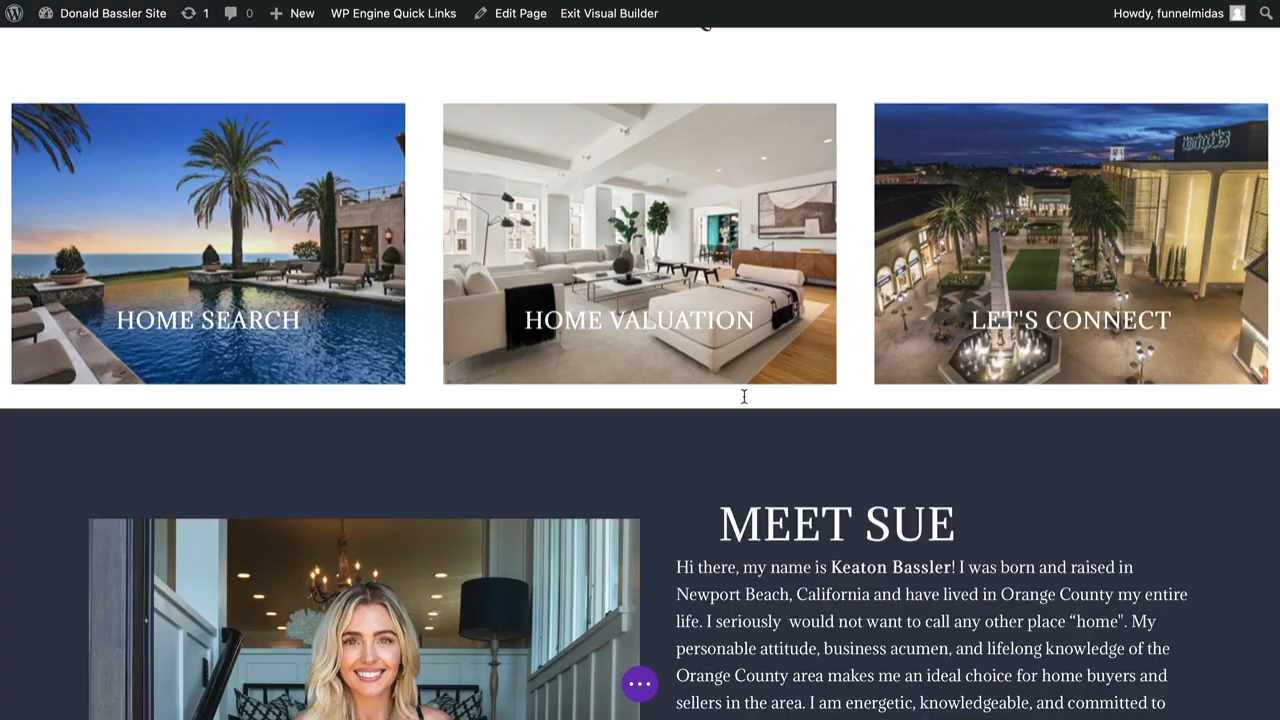 Donald Bassler Site 1 0 New WP Engine Quick Links Edit Page Exit Visual Builder Howdy, funnelmidas
HOME SEARCH
HOME VALUATION
LET'S CONNECT
MEET SUE
Hi there, my name is Keaton Bassler! I was born and raised in
Newport Beach, California and have lived in Orange County my entire
life. I seriously would not want to call any other place “home". My
personable attitude, business acumen, and lifelong knowledge of the
Orange County area makes me an ideal choice for home buyers and
sellers in the area. I am energetic, knowledgeable, and committed to